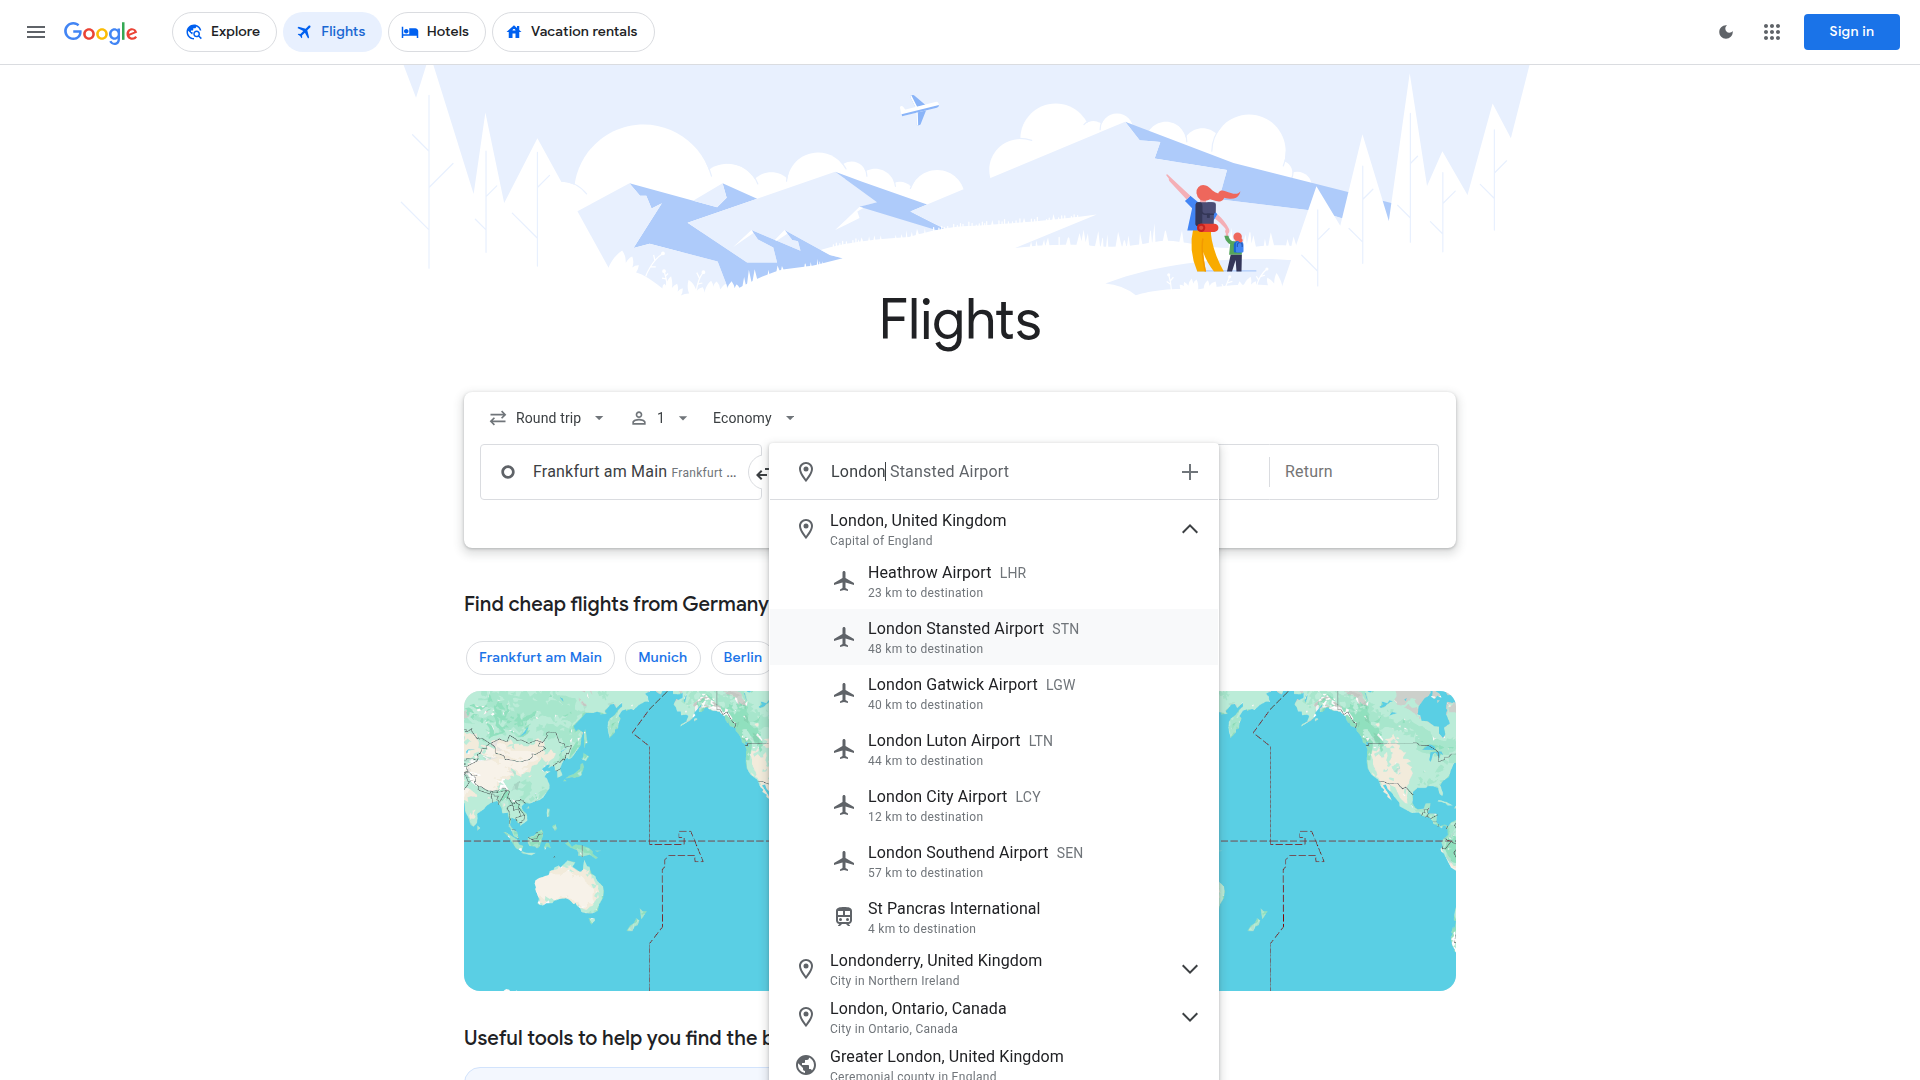 Google
Explore
Flights
Hotels
Vacation rentals
Sign in
Flights
Round trip
1
Economy
Frankfurt am Main Frankfurt ...
London Stansted Airport
Return
London, United Kingdom
Capital of England
Heathrow Airport LHR
23 km to destination
London Stansted Airport STN
48 km to destination
London Gatwick Airport LGW
40 km to destination
London Luton Airport LTN
44 km to destination
London City Airport LCY
12 km to destination
London Southend Airport SEN
57 km to destination
St Pancras International
4 km to destination
Londonderry, United Kingdom
City in Northern Ireland
London, Ontario, Canada
City in Ontario, Canada
Greater London, United Kingdom
Ceremonial county in England
Find cheap flights from Germany
Frankfurt am Main
Munich
Berlin
Useful tools to help you find the